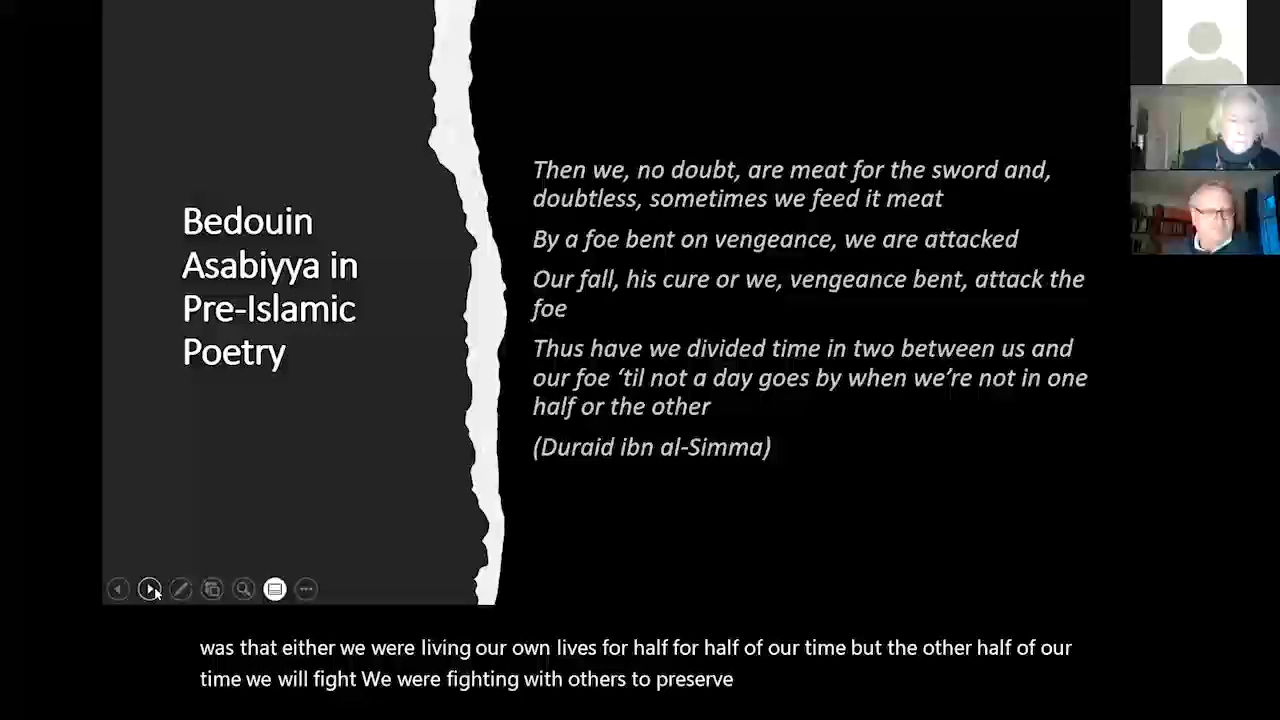 Bedouin
Asabiyya in
Pre-Islamic
Poetry
Then we, no doubt, are meat for the sword and,
doubtless, sometimes we feed it meat
By a foe bent on vengeance, we are attacked
Our fall, his cure or we, vengeance bent, attack the
foe
Thus have we divided time in two between us and
our foe ‘til not a day goes by when we’re not in one
half or the other
(Duraid ibn al-Simma)
was that either we were living our own lives for half for half of our time but the other half of our
time we will fight We were fighting with others to preserve